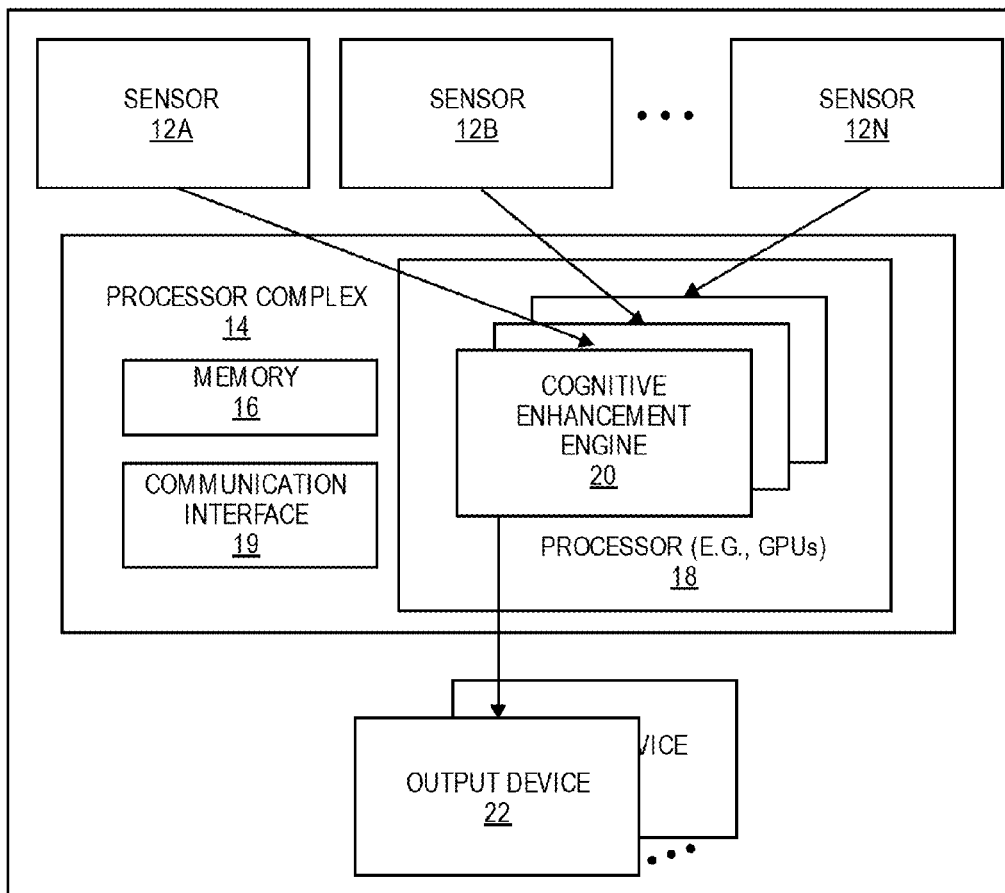 SENSOR
12A
SENSOR
12B
• • •
SENSOR
12N
PROCESSOR COMPLEX
14
MEMORY
16
COMMUNICATION
INTERFACE
19
COGNITIVE
ENHANCEMENT
ENGINE
20
PROCESSOR (E.G., GPUs)
18
VICE
OUTPUT DEVICE
22
• • •